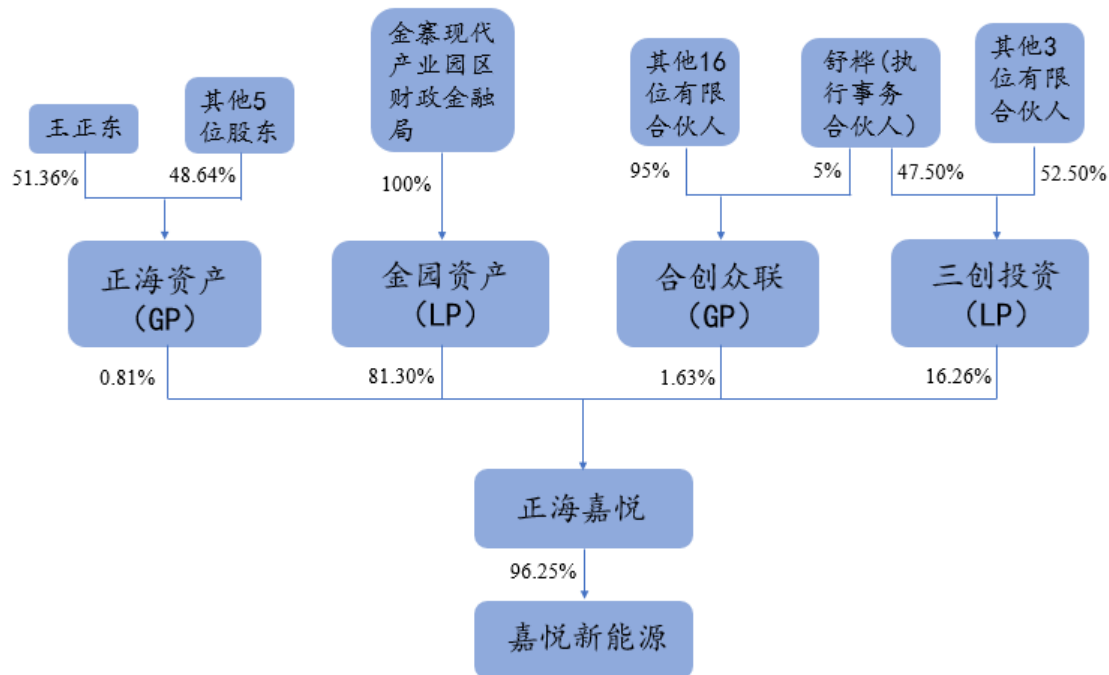 王正东
其他5
位股东
金寨现代
产业园区
财政金融
局
其他16
位有限
合伙人
舒桦(执
行事务
合伙人）
其他3
位有限
合伙人
51.36%
48.64%
100%
95%
5%
47.50%
52.50%
正海资产
（GP）
金园资产
（LP）
合创众联
（GP）
三创投资
（LP）
0.81%
81.30%
1.63%
16.26%
正海嘉悦
96.25%
嘉悦新能源